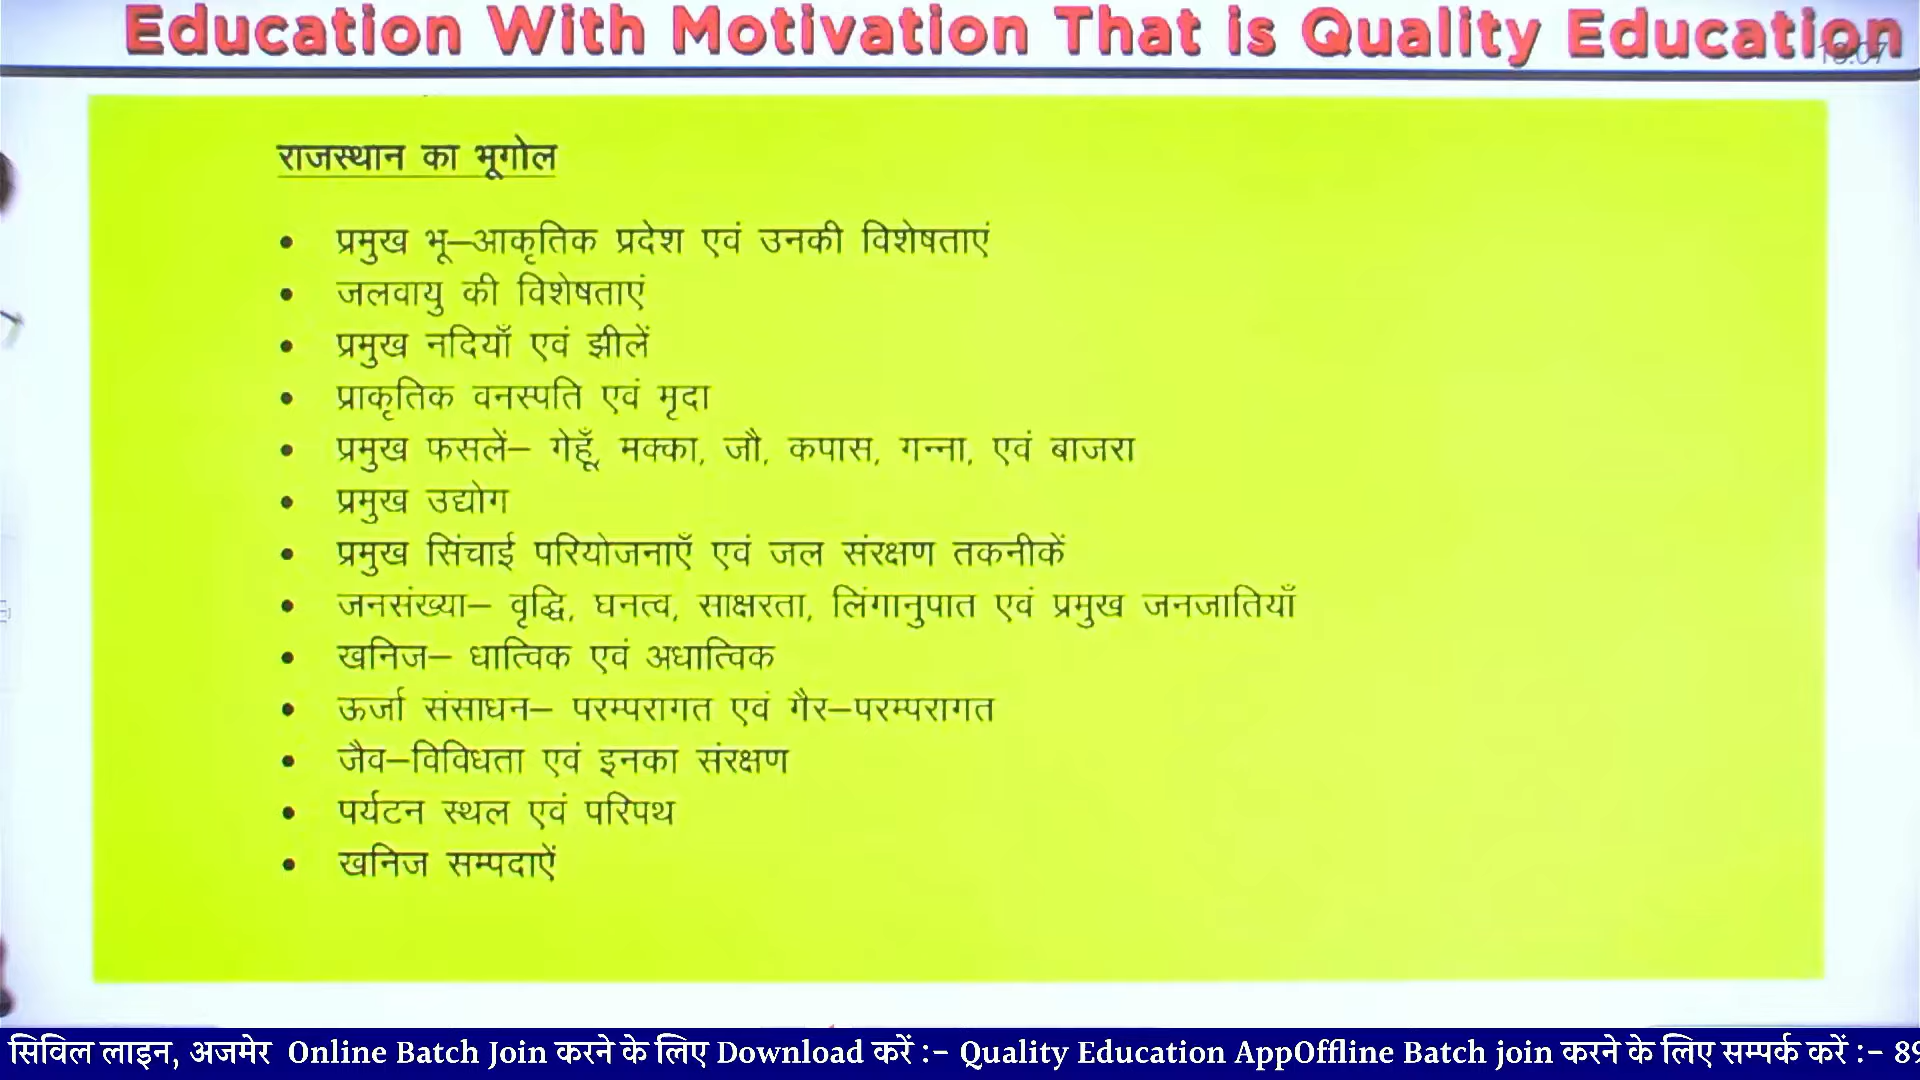 Education With Motivation That is Quality Education
राजस्थान का भूगोल
• प्रमुख भू–आकृतिक प्रदेश एवं उनकी विशेषताएं
• जलवायु की विशेषताएं
• प्रमुख नदियाँ एवं झीलें
• प्राकृतिक वनस्पति एवं मृदा
• प्रमुख फसलें– गेहूँ, मक्का, जौ, कपास, गन्ना, एवं बाजरा
• प्रमुख उद्योग
• प्रमुख सिंचाई परियोजनाएँ एवं जल संरक्षण तकनीकें
• जनसंख्या– वृद्धि, घनत्व, साक्षरता, लिंगानुपात एवं प्रमुख जनजातियाँ
• खनिज– धात्विक एवं अधात्विक
• ऊर्जा संसाधन– परम्परागत एवं गैर–परम्परागत
• जैव–विविधता एवं इनका संरक्षण
• पर्यटन स्थल एवं परिपथ
• खनिज सम्पदाऐं
सिविल लाइन, अजमेर Online Batch Join करने के लिए Download करें :- Quality Education AppOffline Batch join करने के लिए सम्पर्क करें :- 89